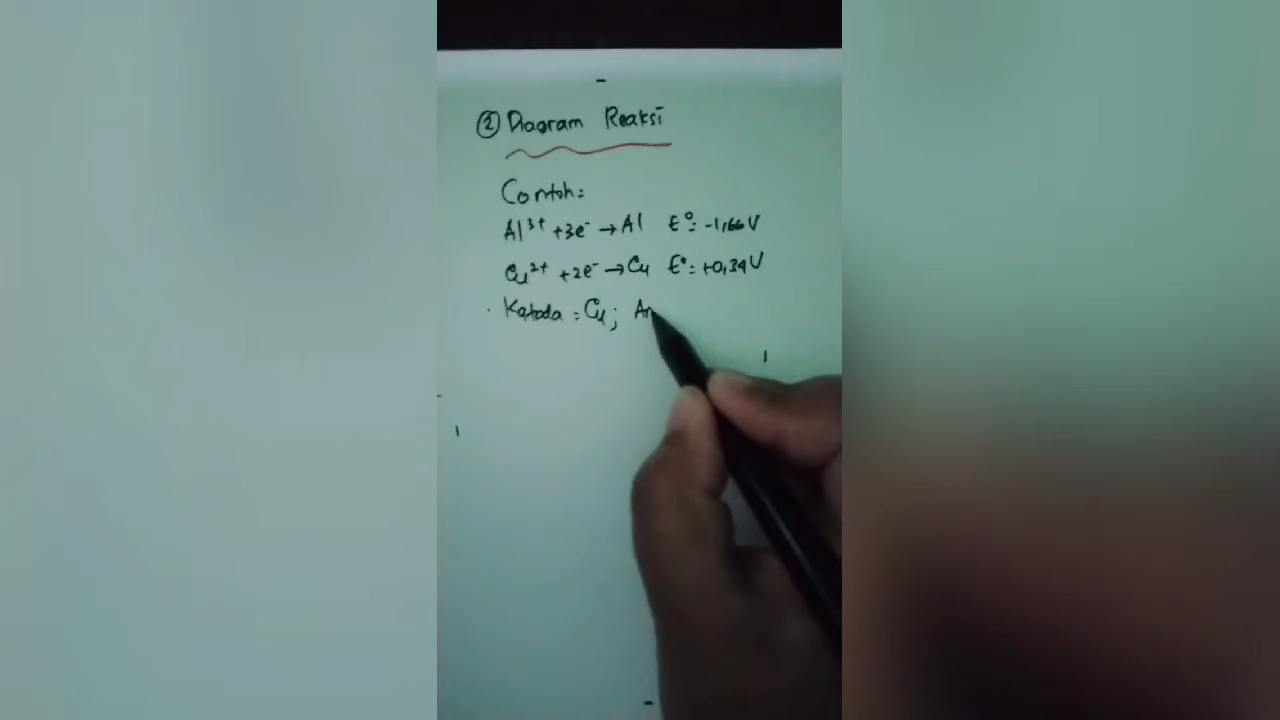 ② Diagram Reaksi
Contoh:
Al³⁺ + 3e⁻ → Al E° = -1,66 V
Cu²⁺ + 2e⁻ → Cu E° = +0,34 V
· Katoda = Cu; An